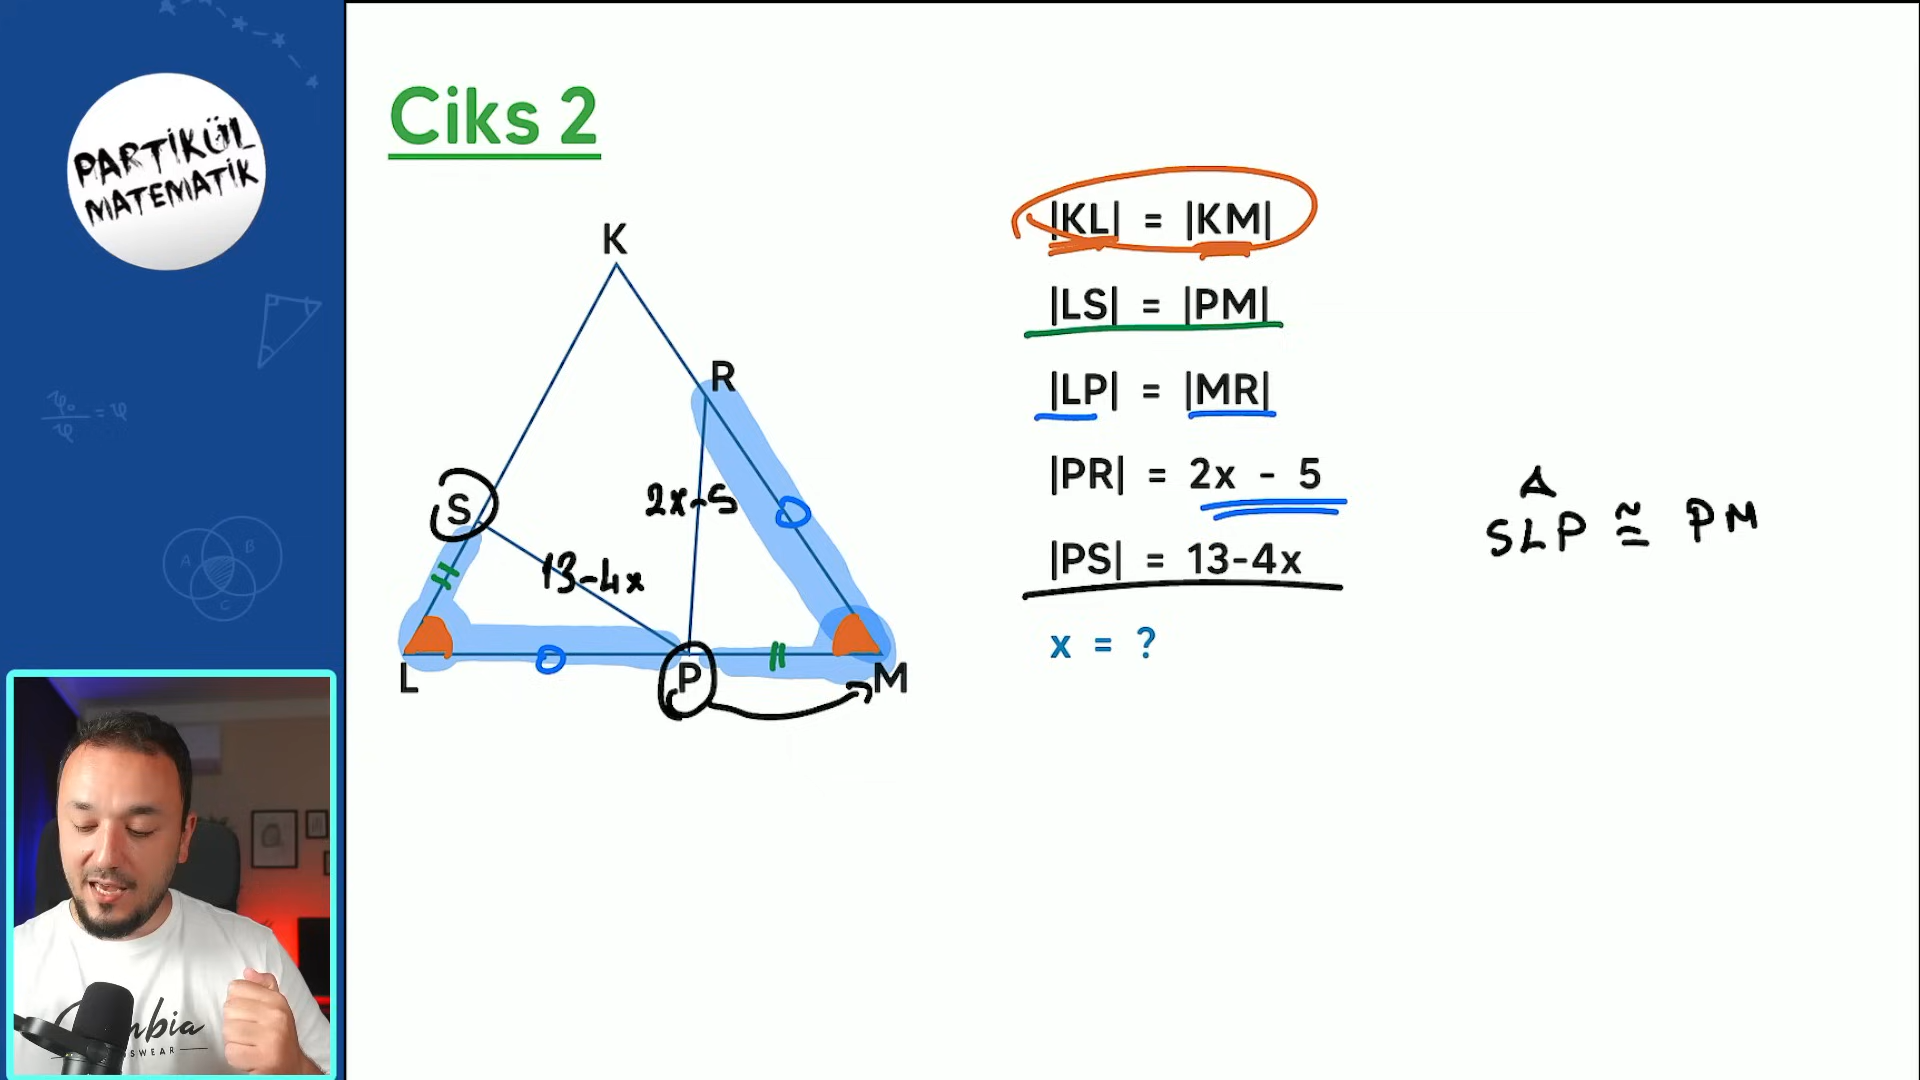 PARTİKÜL
MATEMATİK
Ciks 2
K
R
S
L
P
M
2x-5
13-4x
|KL| = |KM|
|LS| = |PM|
|LP| = |MR|
|PR| = 2x - 5
|PS| = 13-4x
x = ?
SLP ≅ PM
A
B
C